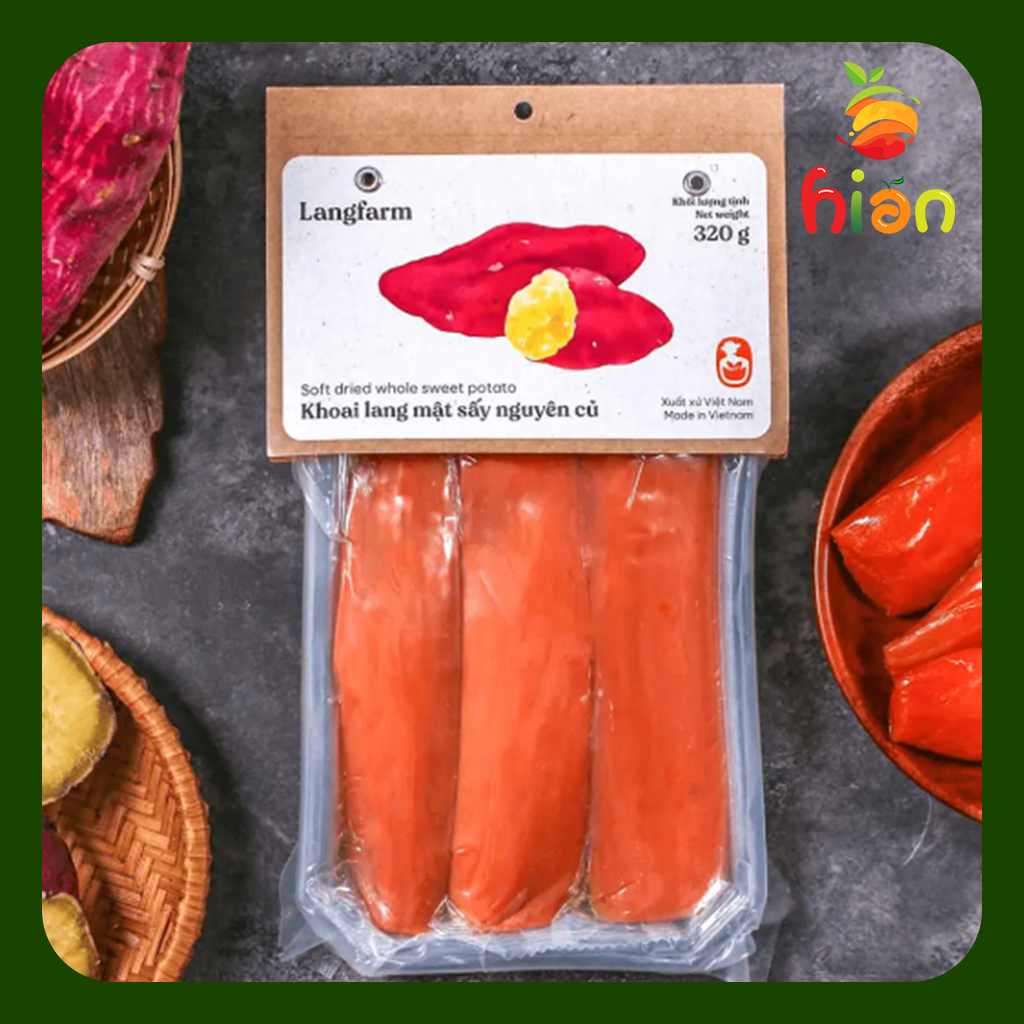 hiển
Langfarm
Khối lượng tịnh
Net weight
320 g
Soft dried whole sweet potato
Khoai lang mật sấy nguyên củ
Xuất xứ Việt Nam
Made in Vietnam